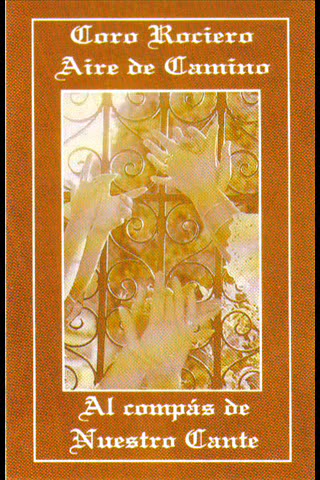 Coro Rociero
Aire de Camino
Al compás de
Nuestro Cante